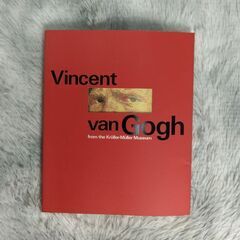 Vincent
van Gogh
from the Kröller-Müller Museum